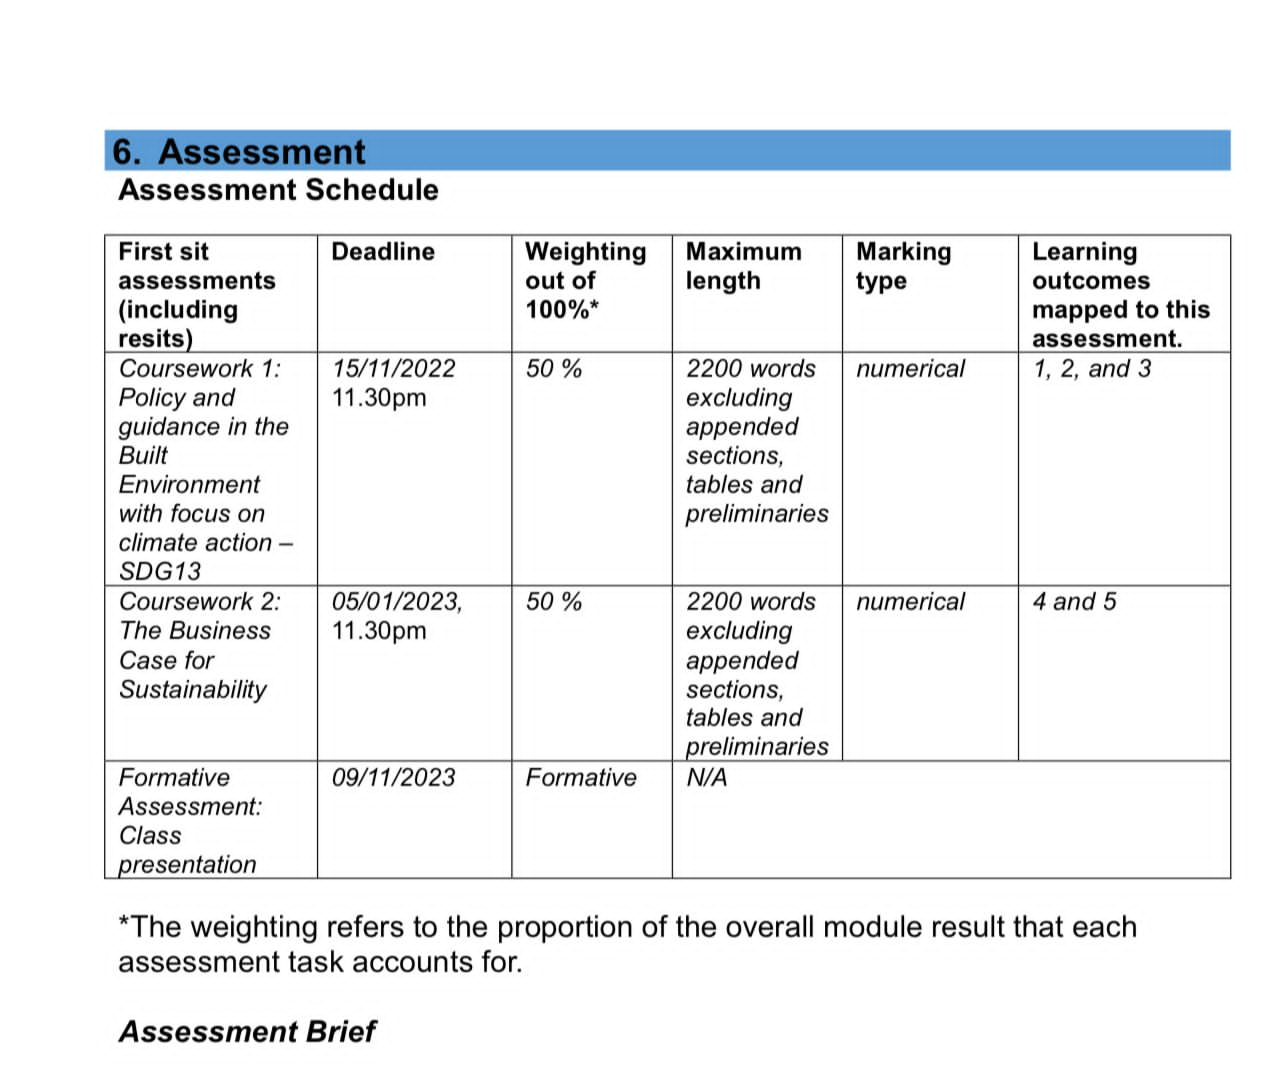 6. Assessment
Assessment Schedule
First sit
assessments
(including
resits)
Deadline
Weighting
out of
100%*
Maximum
length
Marking
type
Learning
outcomes
mapped to this
assessment.
Coursework 1:
Policy and
guidance in the
Built
Environment
with focus on
climate action –
SDG13
15/11/2022
11.30pm
50 %
2200 words
excluding
appended
sections,
tables and
preliminaries
numerical
1, 2, and 3
Coursework 2:
The Business
Case for
Sustainability
05/01/2023,
11.30pm
50 %
2200 words
excluding
appended
sections,
tables and
preliminaries
numerical
4 and 5
Formative
Assessment:
Class
presentation
09/11/2023
Formative
N/A
*The weighting refers to the proportion of the overall module result that each
assessment task accounts for.
Assessment Brief